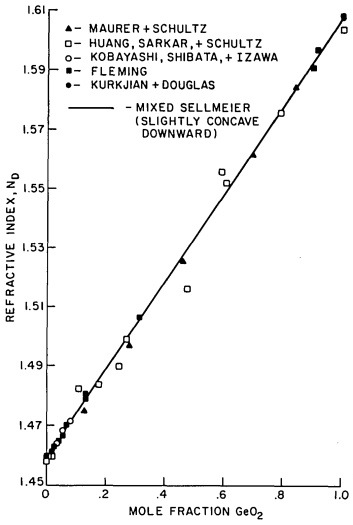 1.61
1.59
1.57
1.55
1.53
1.51
1.49
1.47
1.45
REFRACTIVE INDEX, N_D
▲ – MAURER + SCHULTZ
□ – HUANG, SARKAR, + SCHULTZ
○ – KOBAYASHI, SHIBATA, + IZAWA
■ – FLEMING
● – KURKJIAN + DOUGLAS
— – MIXED SELLMEIER
(SLIGHTLY CONCAVE
DOWNWARD)
0 .2 .4 .6 .8 1.0
MOLE FRACTION GeO₂